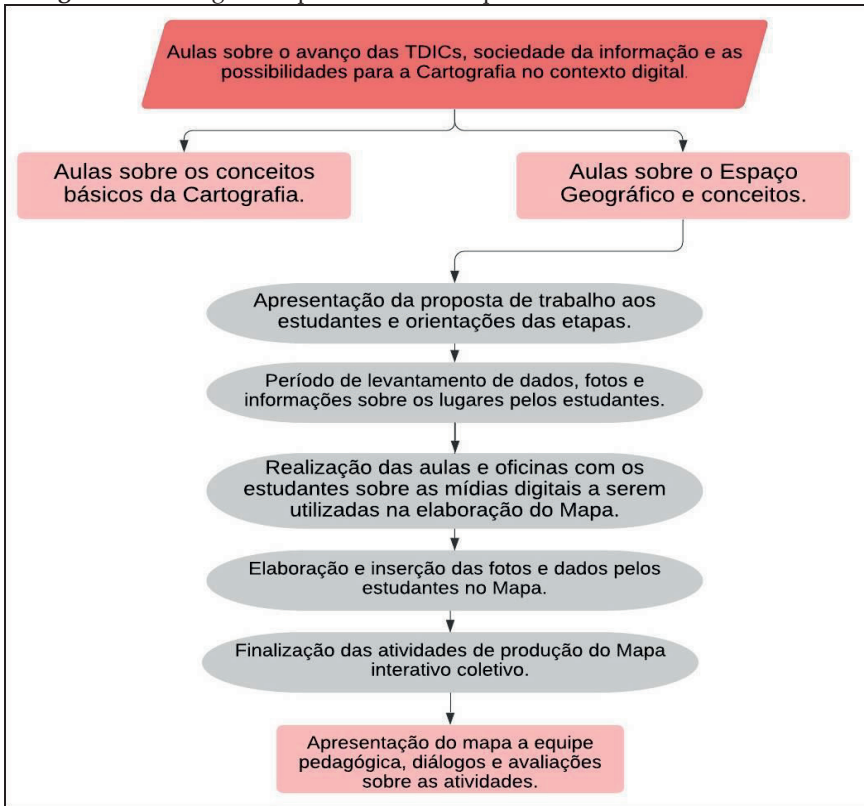 Aulas sobre o avanço das TDICs, sociedade da informação e as
possibilidades para a Cartografia no contexto digital.
Aulas sobre os conceitos
básicos da Cartografia.
Aulas sobre o Espaço
Geográfico e conceitos.
Apresentação da proposta de trabalho aos
estudantes e orientações das etapas.
Período de levantamento de dados, fotos e
informações sobre os lugares pelos estudantes.
Realização das aulas e oficinas com os
estudantes sobre as mídias digitais a serem
utilizadas na elaboração do Mapa.
Elaboração e inserção das fotos e dados pelos
estudantes no Mapa.
Finalização das atividades de produção do Mapa
interativo coletivo.
Apresentação do mapa a equipe
pedagógica, diálogos e avaliações
sobre as atividades.